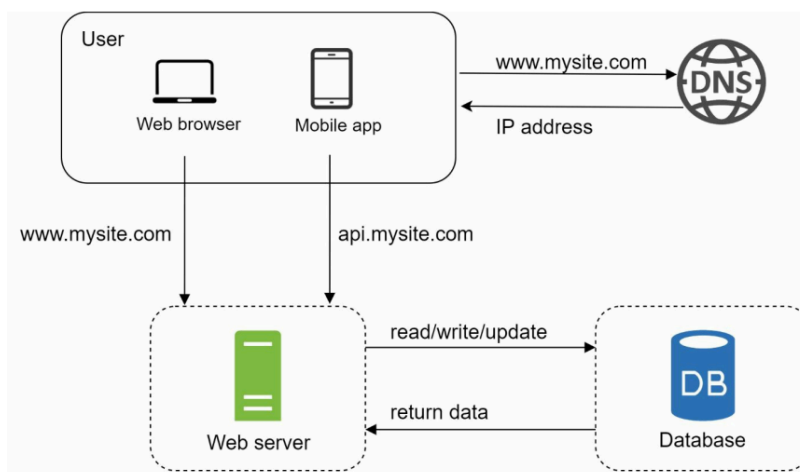 User
Web browser
Mobile app
www.mysite.com
DNS
IP address
www.mysite.com
api.mysite.com
read/write/update
return data
DB
Web server
Database